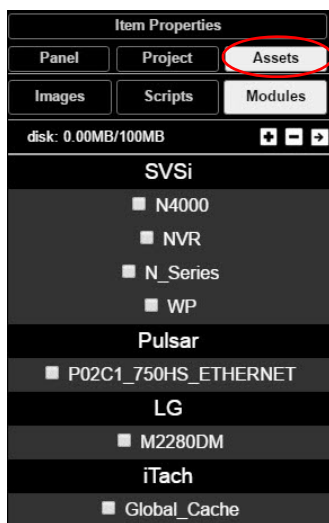 Item Properties
Panel Project Assets
Images Scripts Modules
disk: 0.00MB/100MB
SVSi
N4000
NVR
N_Series
WP
Pulsar
P02C1_750HS_ETHERNET
LG
M2280DM
iTach
Global_Cache